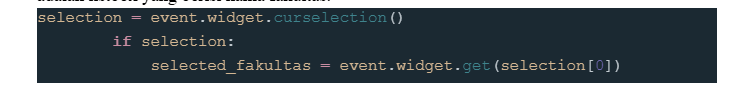 selection = event.widget.curselection()
if selection:
selected_fakultas = event.widget.get(selection[0])